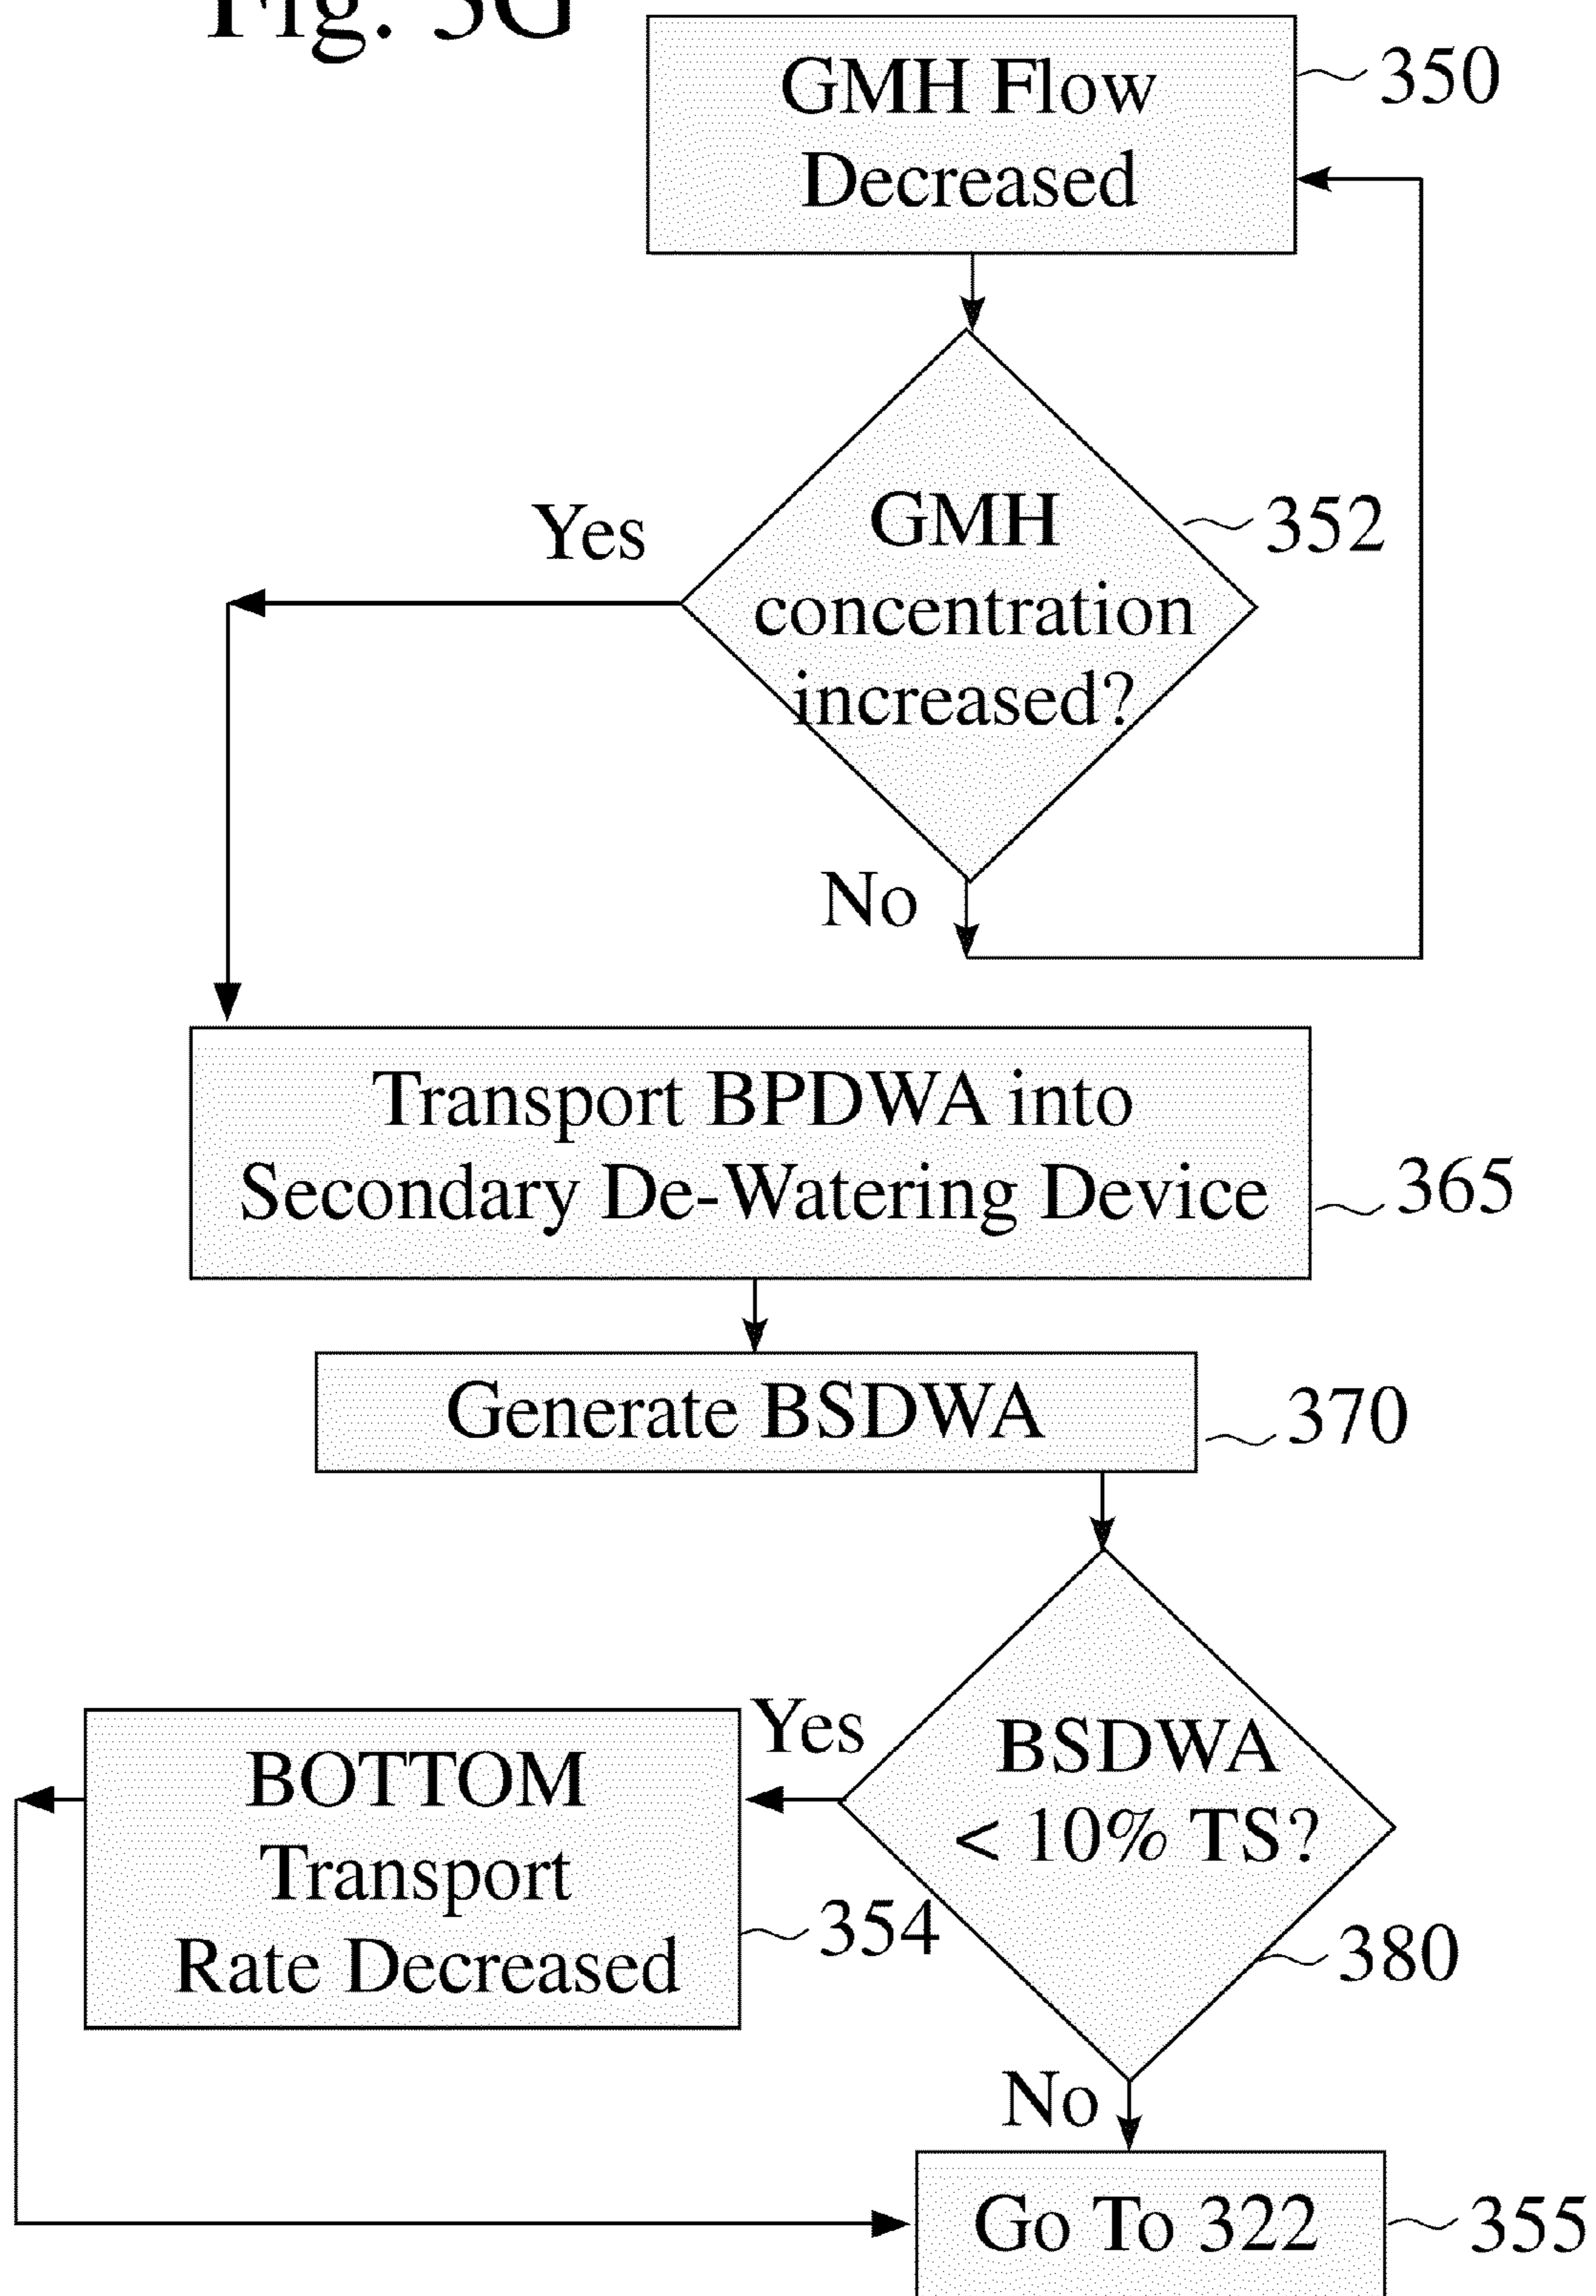 Fig. 5G
GMH Flow
Decreased
350
GMH
concentration
increased?
352
Yes
No
Transport BPDWA into
Secondary De-Watering Device
365
Generate BSDWA
370
BSDWA
< 10% TS?
380
Yes
BOTTOM
Transport
Rate Decreased
354
No
Go To 322
355